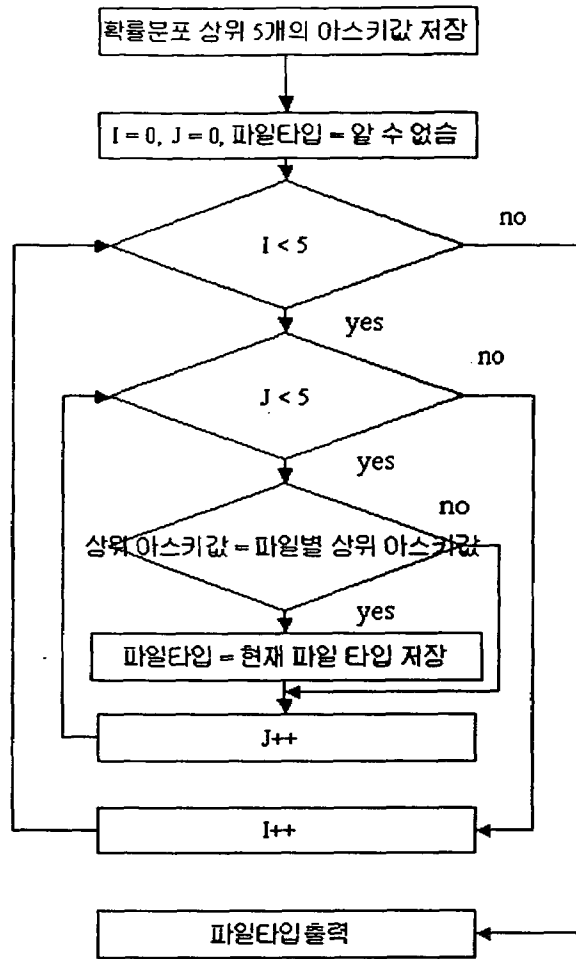 확률분포 상위 5개의 아스키값 저장
I = 0, J = 0, 파일타입 = 알 수 없슴
no
I < 5
yes
no
J < 5
yes
no
상위 아스키값 = 파일별 상위 아스키값
yes
파일타입 = 현재 파일 타입 저장
J++
I++
파일타입출력